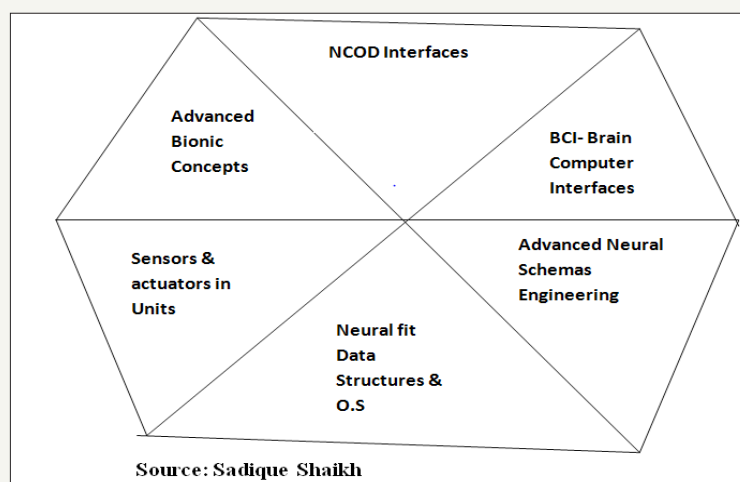 NCOD Interfaces
Advanced
Bionic
Concepts
BCI- Brain
Computer
Interfaces
Sensors &
actuators in
Units
Advanced Neural
Schemas
Engineering
Neural fit
Data
Structures &
O.S
Source: Sadique Shaikh